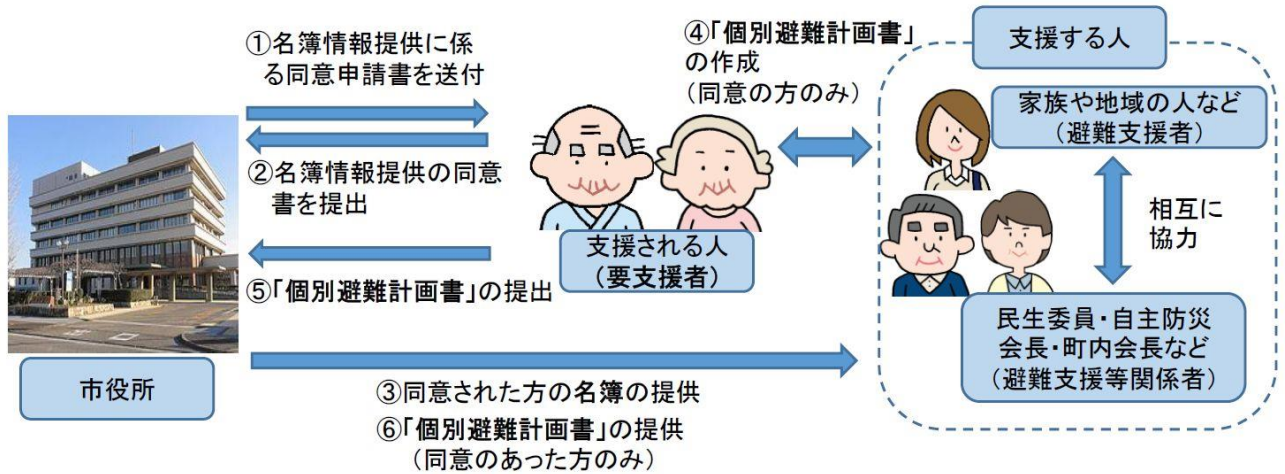 ①名簿情報提供に係
る同意申請書を送付
②名簿情報提供の同意
書を提出
⑤「個別避難計画書」の提出
市役所
支援される人
（要支援者）
④「個別避難計画書」
の作成
（同意の方のみ）
支援する人
家族や地域の人など
（避難支援者）
相互に
協力
民生委員・自主防災
会長・町内会長など
（避難支援等関係者）
③同意された方の名簿の提供
⑥「個別避難計画書」の提供
（同意のあった方のみ）